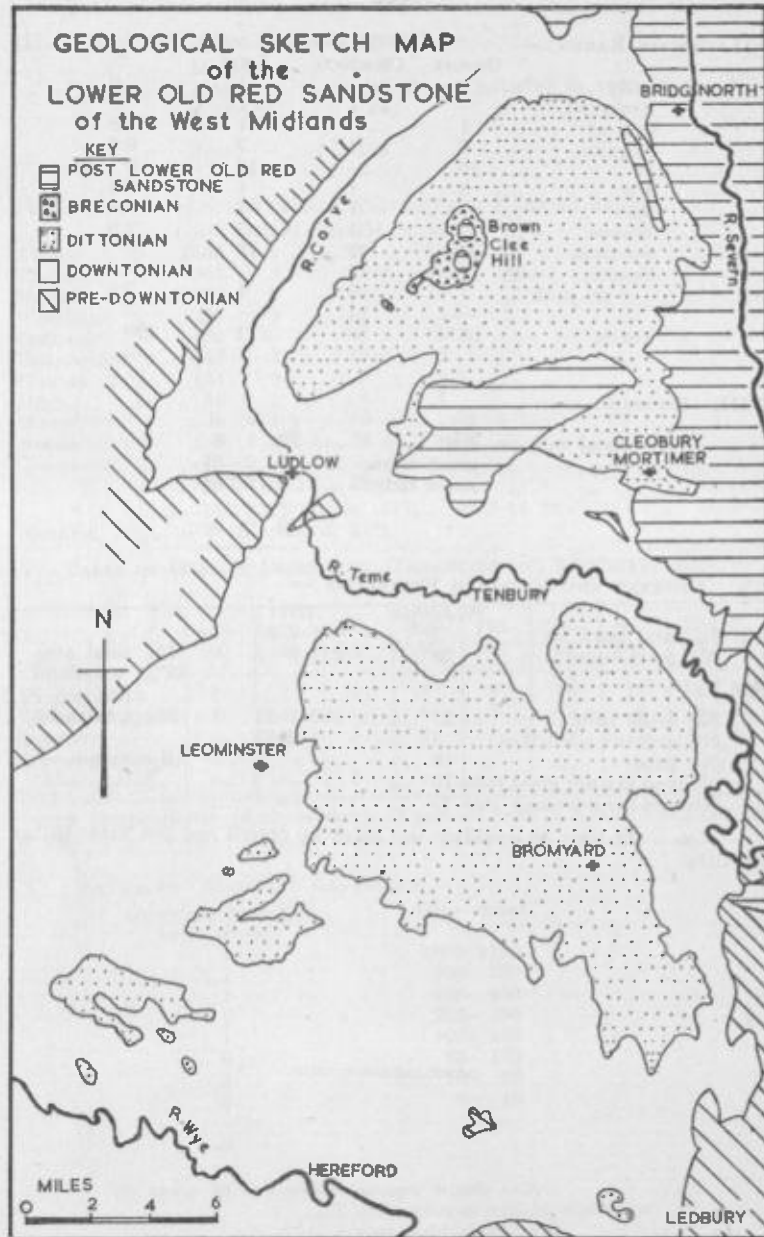 GEOLOGICAL SKETCH MAP
of the
LOWER OLD RED SANDSTONE
of the West Midlands
KEY
POST LOWER OLD RED
SANDSTONE
BRECONIAN
DITTONIAN
DOWNTONIAN
PRE-DOWNTONIAN
BRIDGNORTH
R. Corve
Brown
Clee
Hill
R. Severn
CLEOBURY
MORTIMER
LUDLOW
R. Teme
TENBURY
N
LEOMINSTER
BROMYARD
R. Wye
HEREFORD
MILES
0 2 4 6
LEDBURY